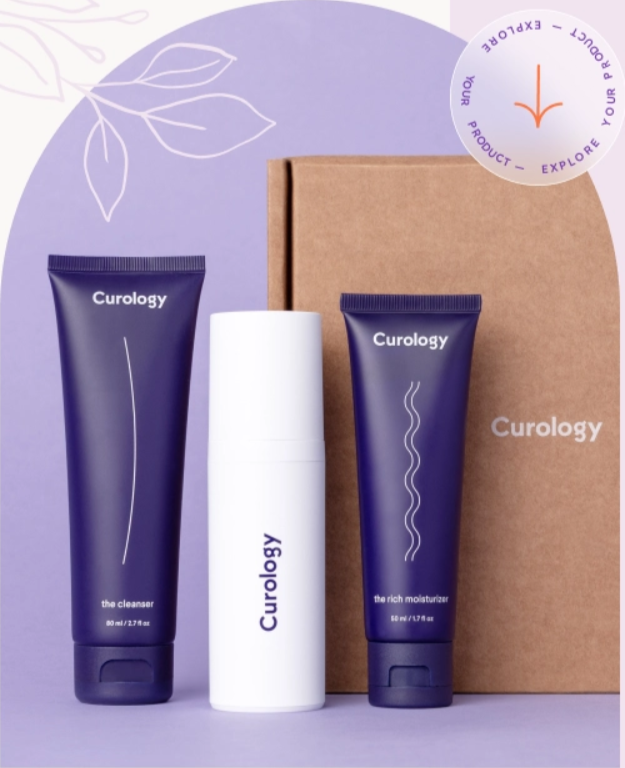 EXPLORE YOUR PRODUCT — EXPLORE YOUR PRODUCT —
Curology
the cleanser
80 ml / 2.7 fl oz
Curology
Curology
the rich moisturizer
50 ml / 1.7 fl oz
Curology